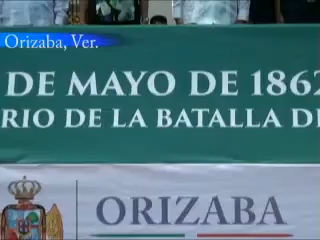 Orizaba, Ver.
DE MAYO DE 1862
RIO DE LA BATALLA DE
ORIZABA